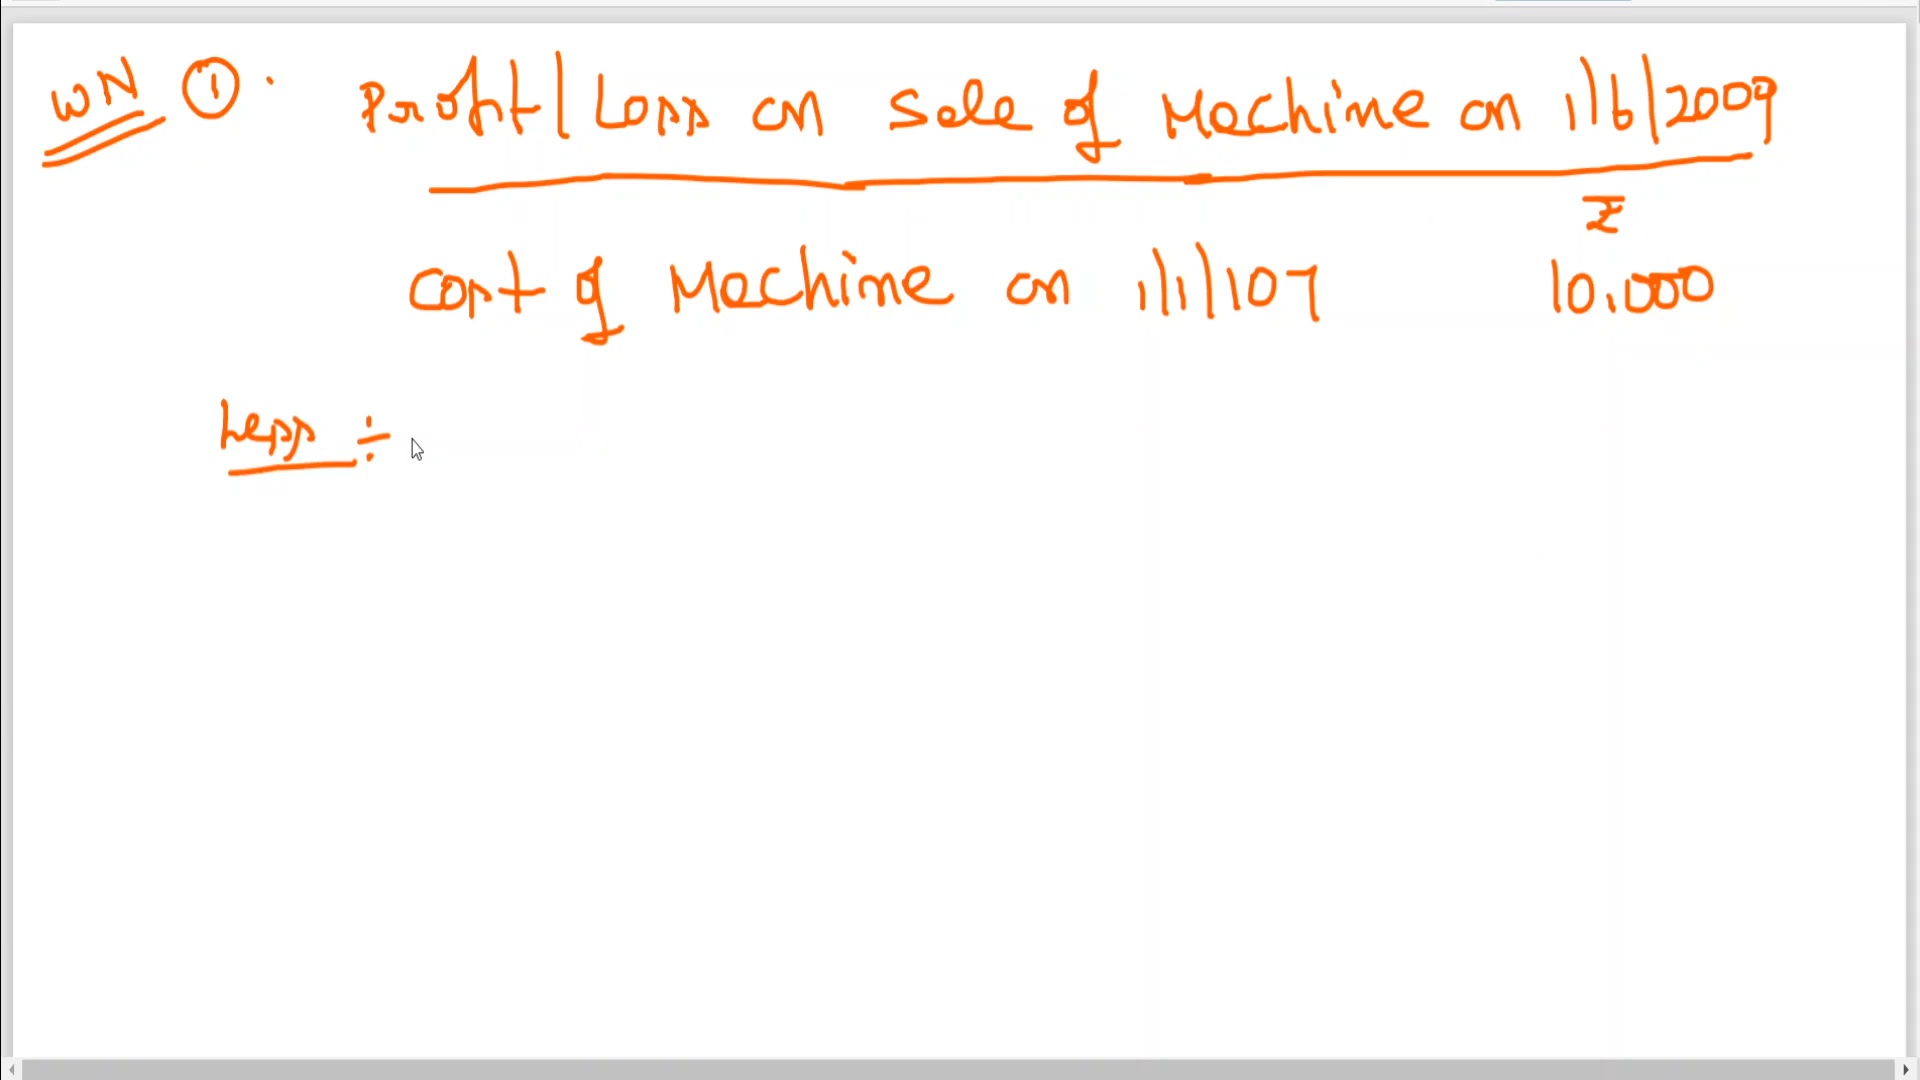 WN ①. Profit/Loss on Sale of Machine on 1/6/2009
₹
Cost of Machine on 1/1/07 10,000
Less ÷